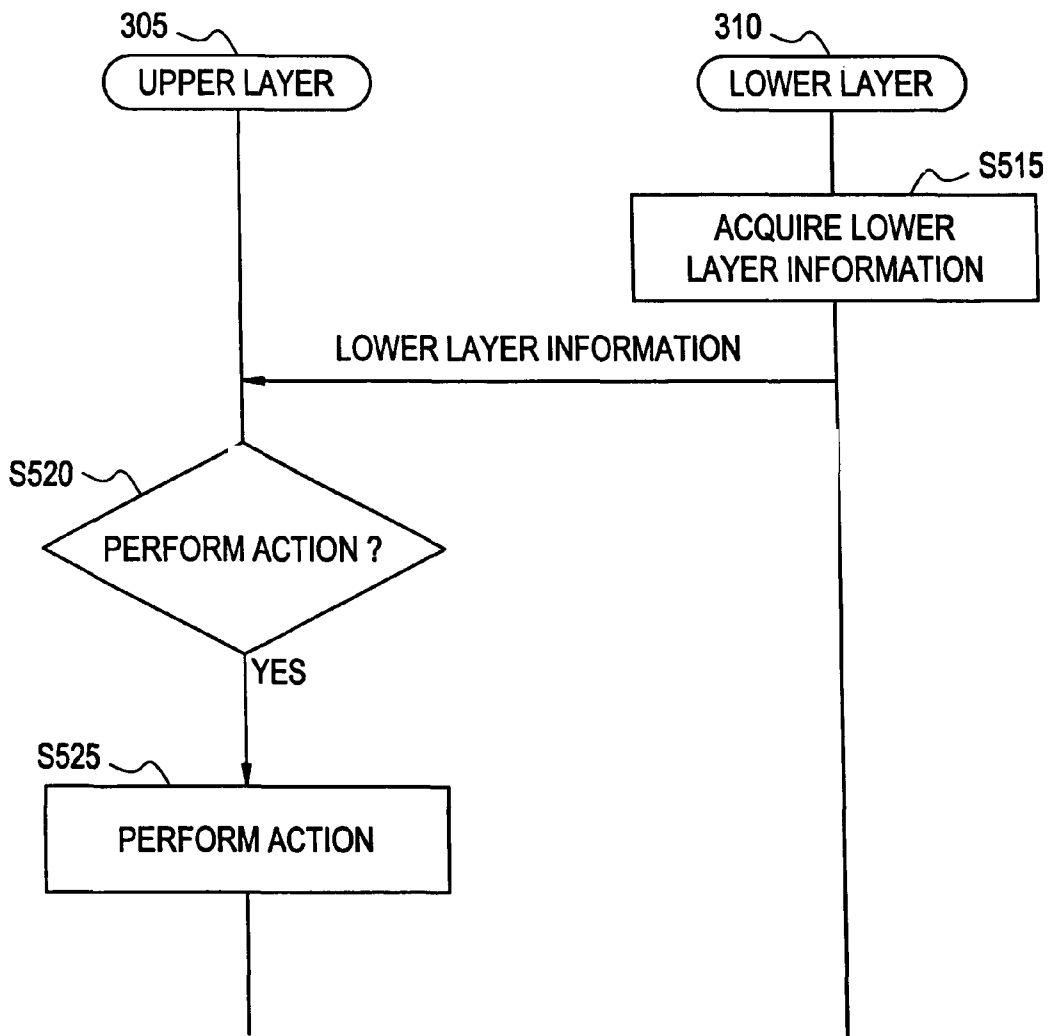 305
310
UPPER LAYER
LOWER LAYER
S515
ACQUIRE LOWER
LAYER INFORMATION
LOWER LAYER INFORMATION
S520
PERFORM ACTION ?
YES
S525
PERFORM ACTION